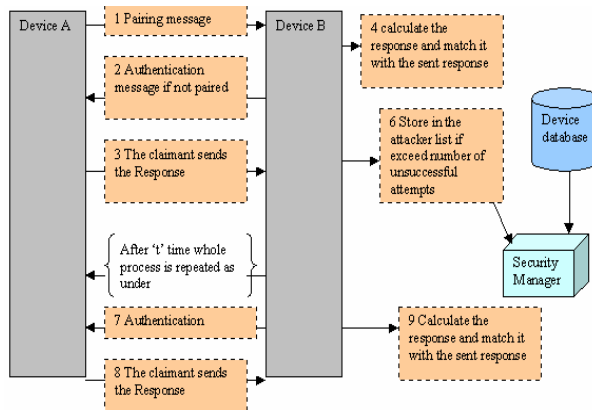 Device A
1 Pairing message
Device B
2 Authentication
message if not paired
3 The claimant sends
the Response
After ‘t’ time whole
process is repeated as
under
7 Authentication
8 The claimant sends
the Response
4 calculate the
response and match it
with the sent response
6 Store in the
attacker list if
exceed number of
unsuccessful
attempts
Device
database
Security
Manager
9 Calculate the
response and match it
with the sent response